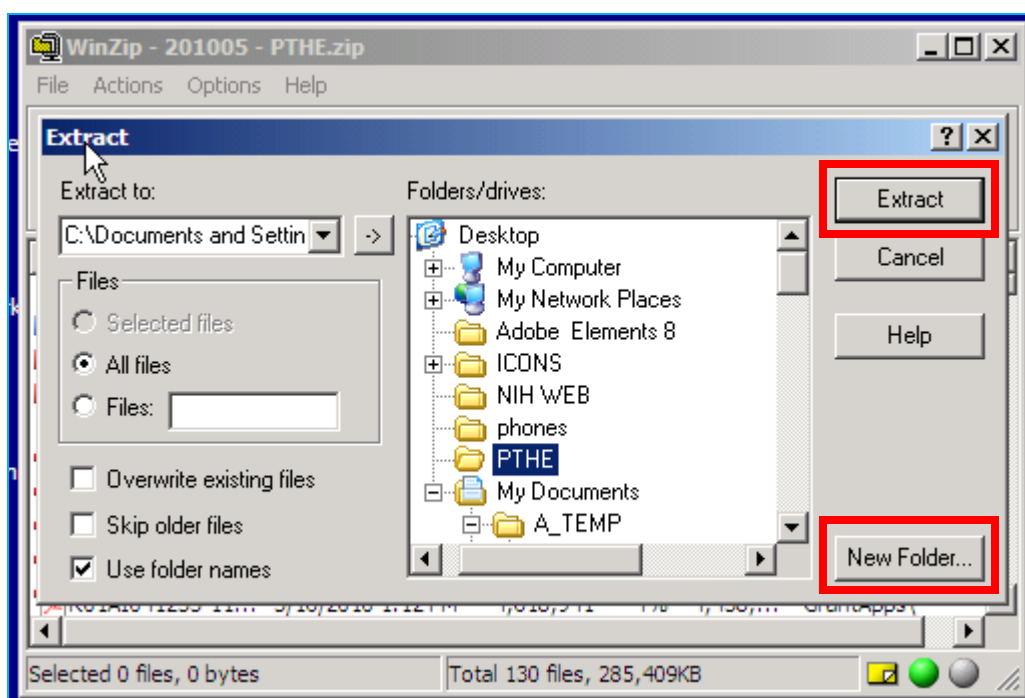 WinZip - 201005 - PTHE.zip
File Actions Options Help
Extract
Extract to:
C:\Documents and Settin
->
Files
Selected files
All files
Files:
Overwrite existing files
Skip older files
Use folder names
Folders/drives:
Desktop
My Computer
My Network Places
Adobe Elements 8
ICONS
NIH WEB
phones
PTHE
My Documents
A_TEMP
Extract
Cancel
Help
New Folder...
Selected 0 files, 0 bytes
Total 130 files, 285,409KB